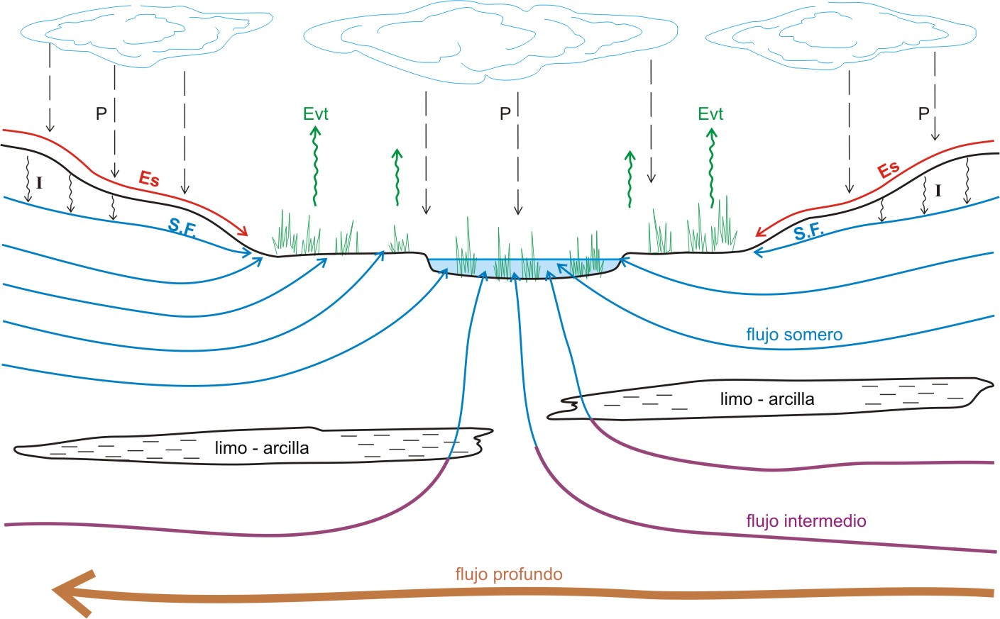 P
P
P
Evt
Evt
Es
Es
I
I
S.F.
S.F.
flujo somero
limo - arcilla
limo - arcilla
flujo intermedio
flujo profundo